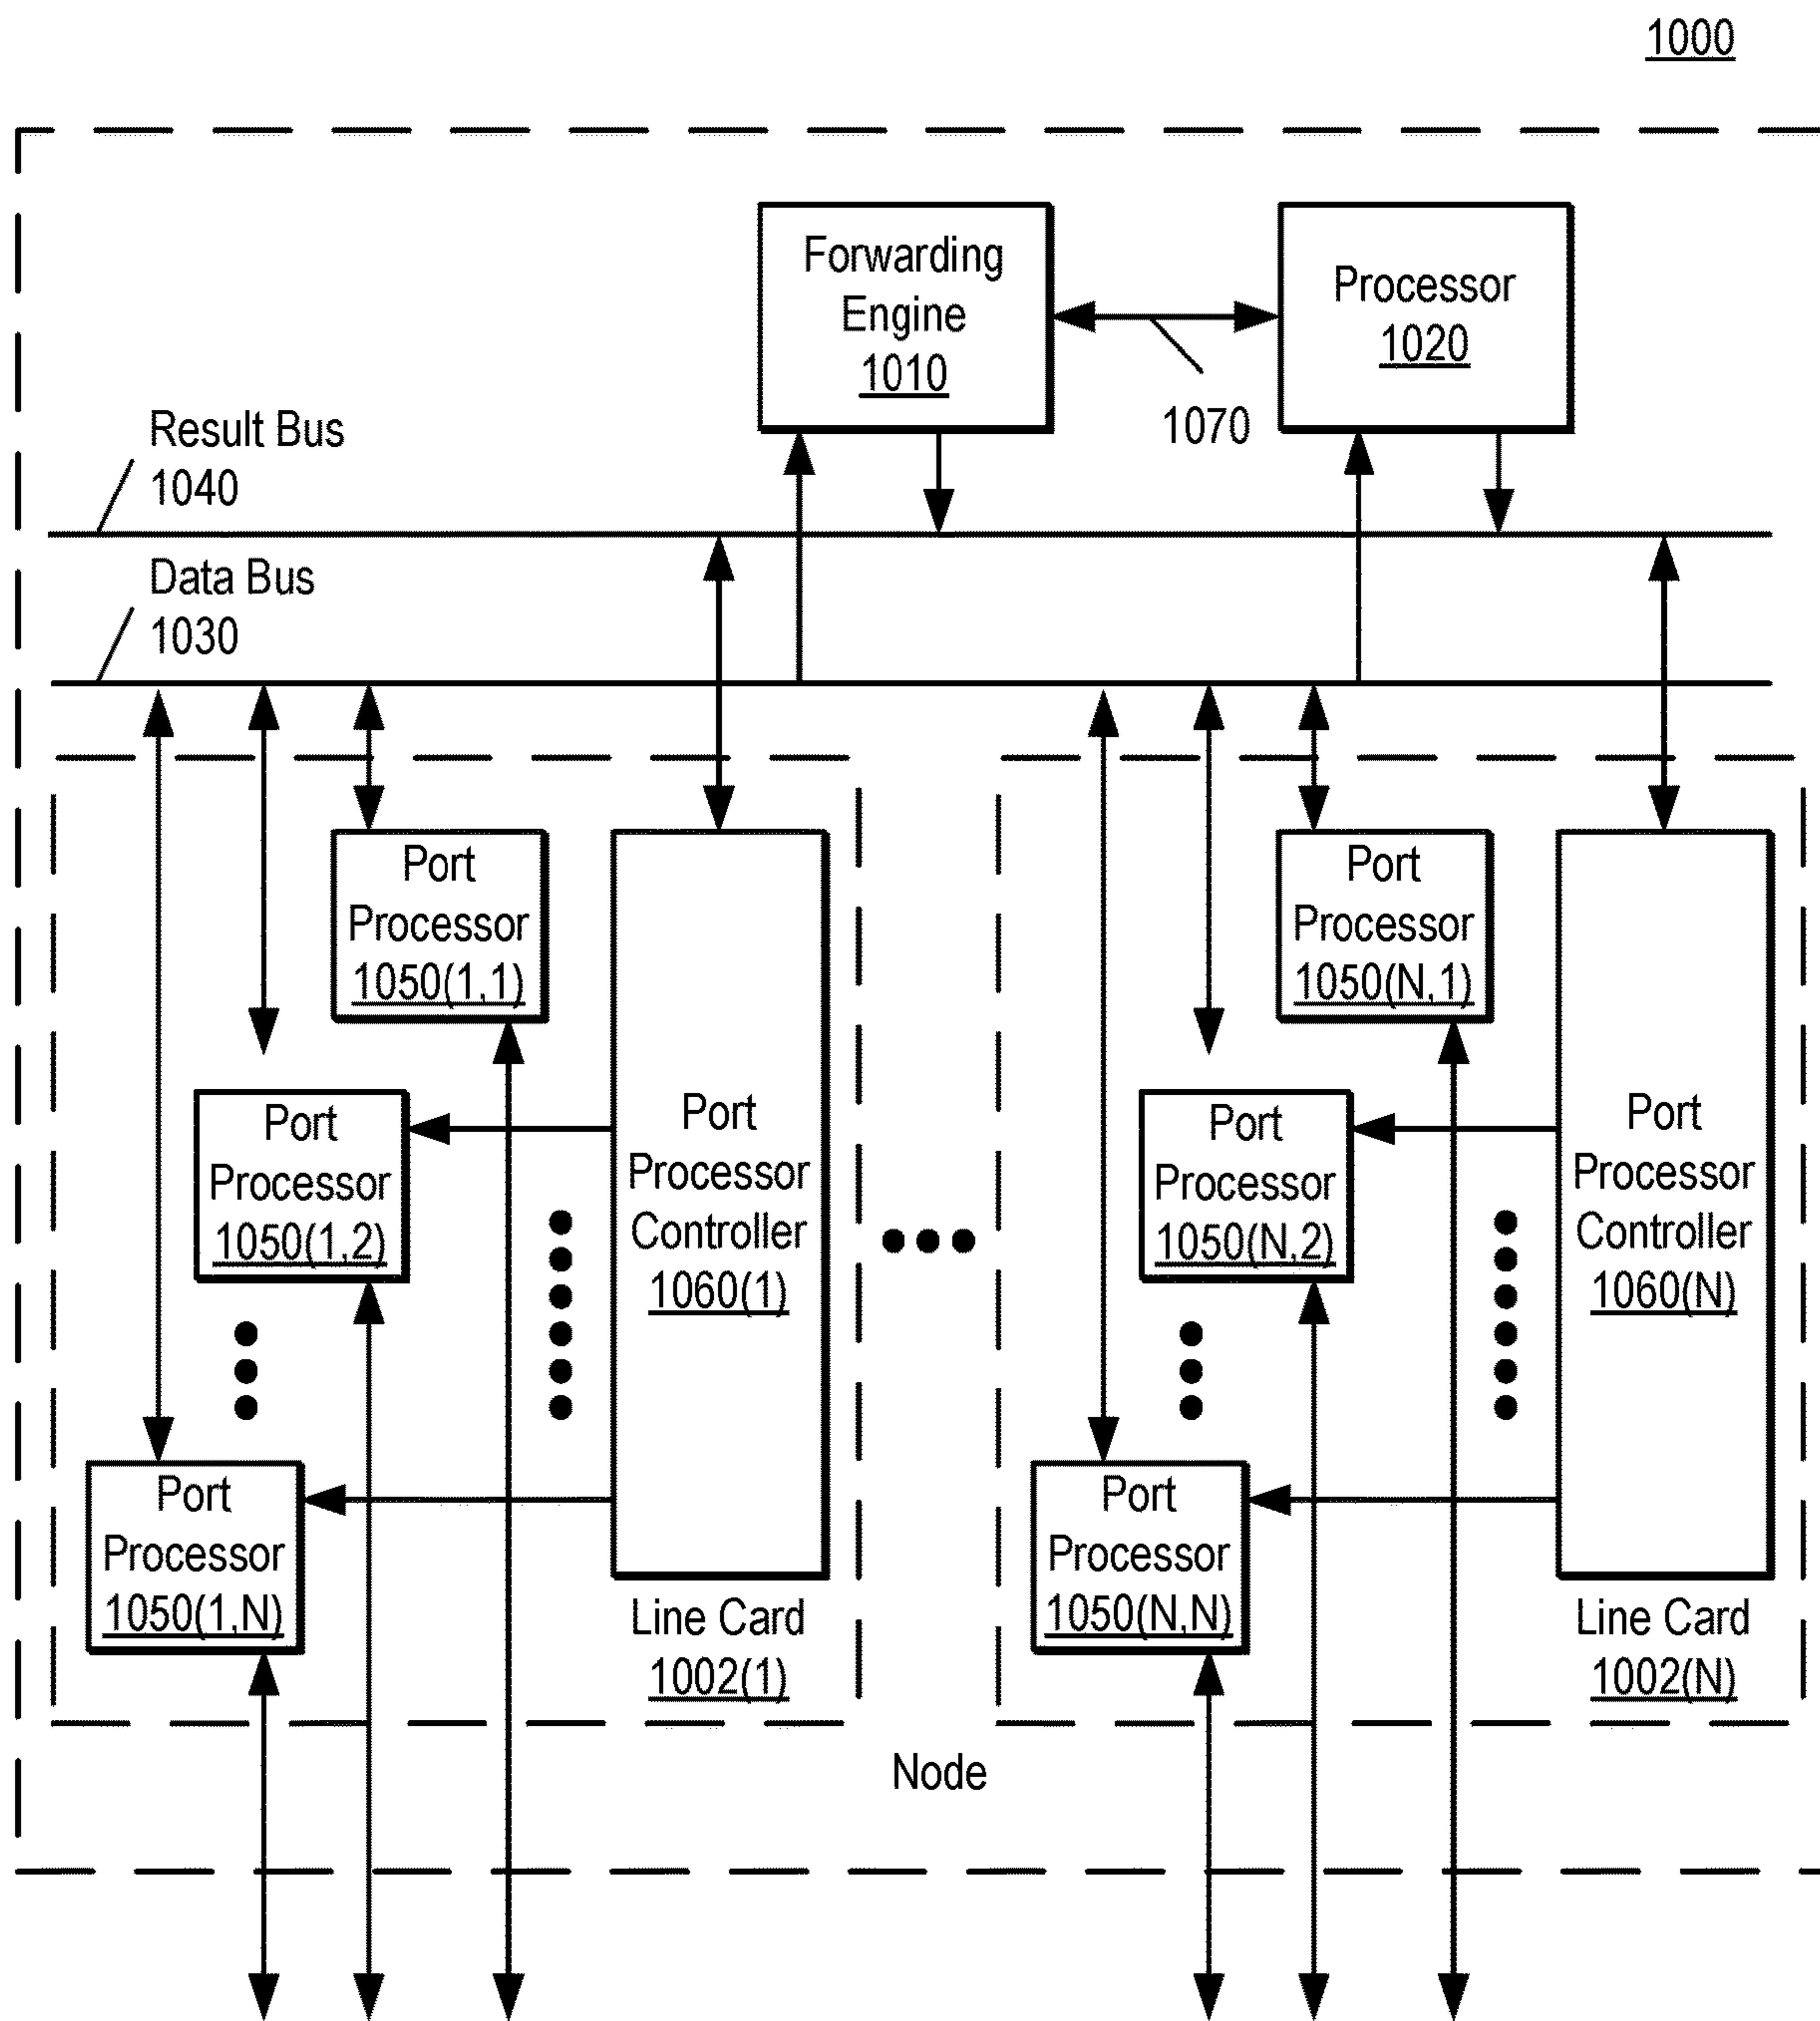 1000
Forwarding
Engine
1010
Processor
1020
1070
Result Bus
1040
Data Bus
1030
Port
Processor
1050(1,1)
Port
Processor
1050(1,2)
Port
Processor
1050(1,N)
Port
Processor
Controller
1060(1)
Line Card
1002(1)
Port
Processor
1050(N,1)
Port
Processor
1050(N,2)
Port
Processor
1050(N,N)
Port
Processor
Controller
1060(N)
Line Card
1002(N)
Node